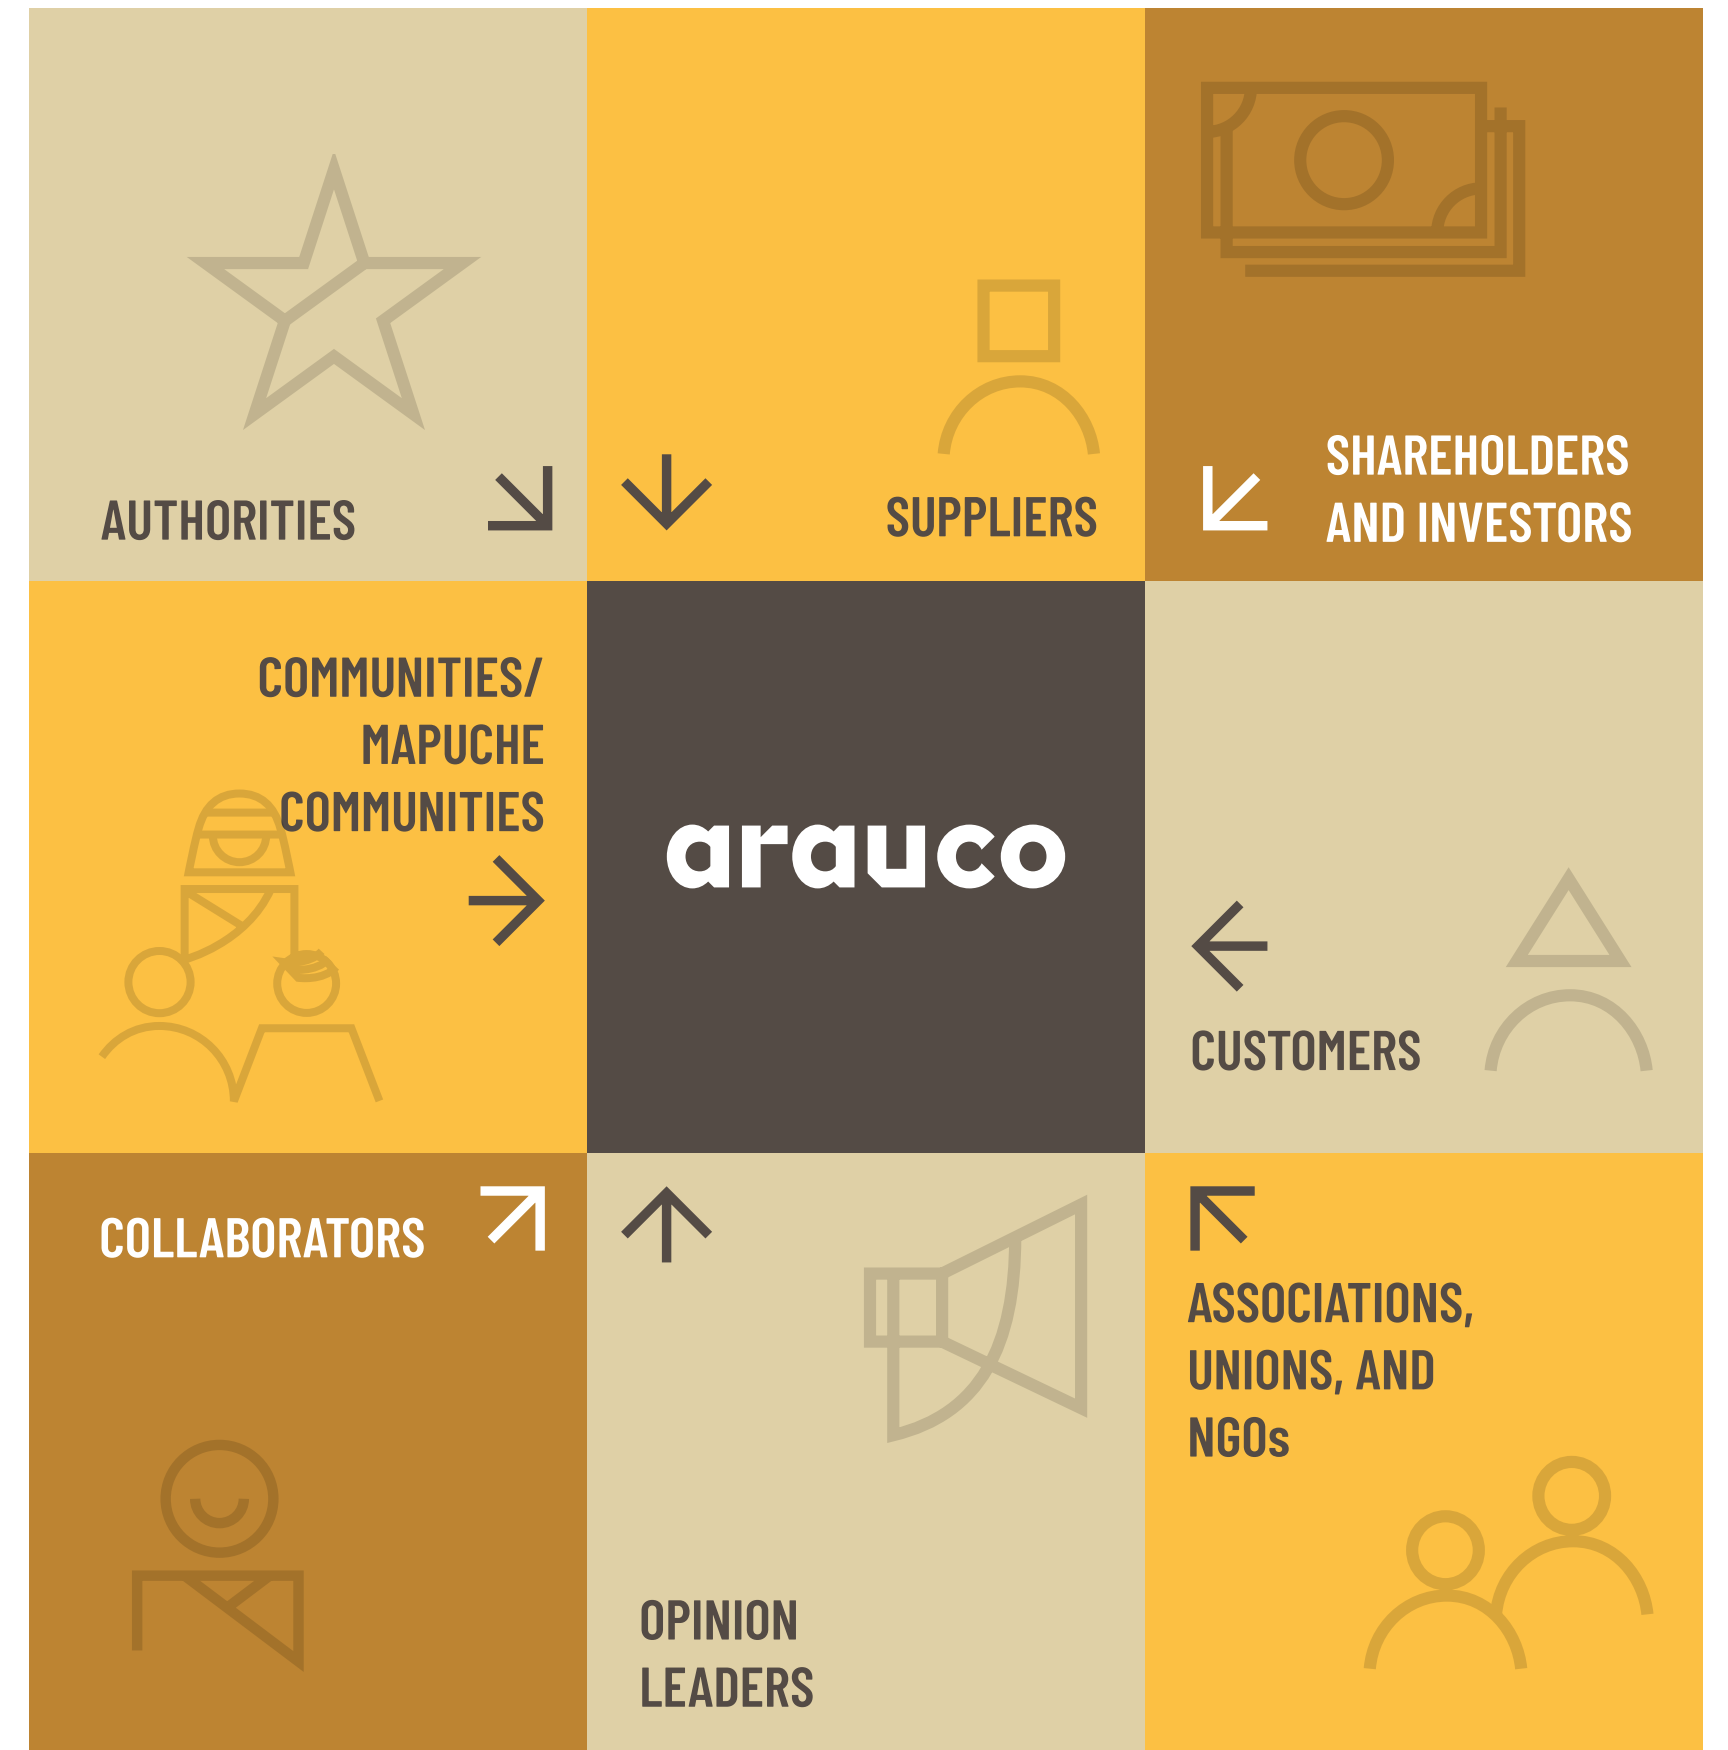 AUTHORITIES
SUPPLIERS
SHAREHOLDERS
AND INVESTORS
COMMUNITIES/
MAPUCHE
COMMUNITIES
arauco
CUSTOMERS
COLLABORATORS
OPINION
LEADERS
ASSOCIATIONS,
UNIONS, AND
NGOs